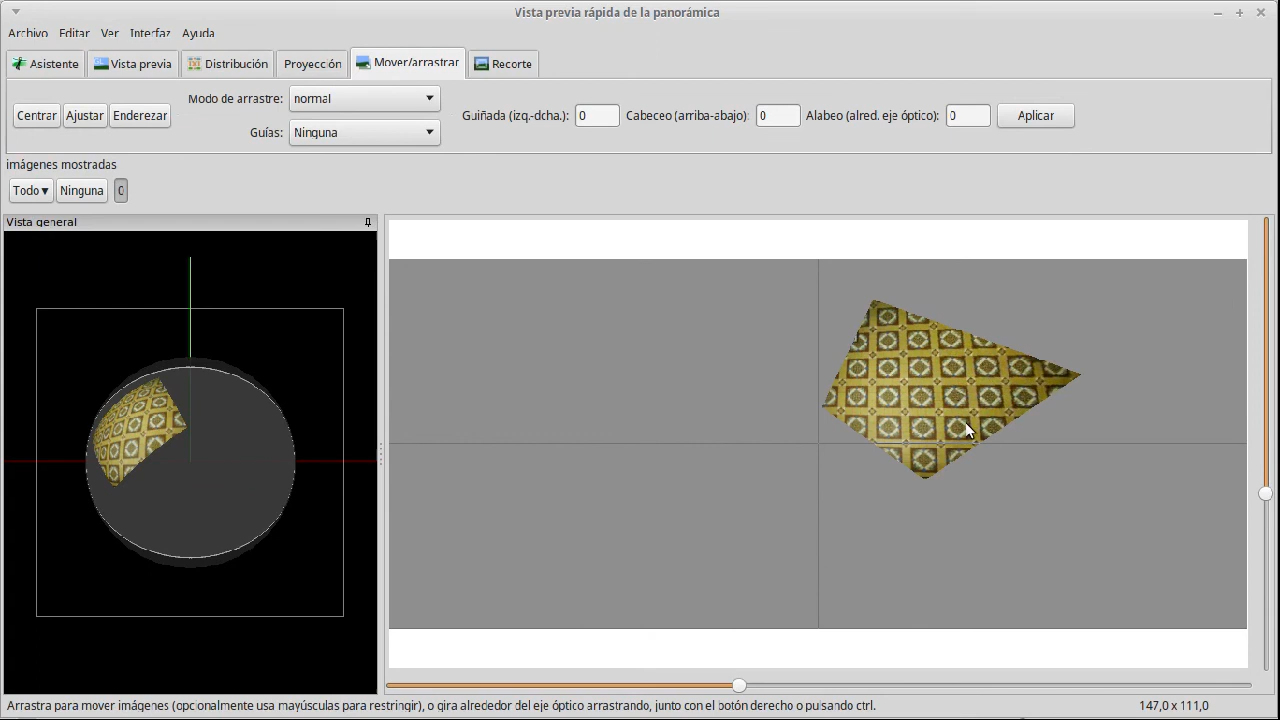 Vista previa rápida de la panorámica
Archivo Editar Ver Interfaz Ayuda
Asistente Vista previa Distribución Proyección Mover/arrastrar Recorte
Centrar Ajustar Enderezar
Modo de arrastre: normal
Guías: Ninguna
Guiñada (izq.-dcha.): 0 Cabeceo (arriba-abajo): 0 Alabeo (alred. eje óptico): 0 Aplicar
imágenes mostradas
Todo Ninguna 0
Vista general
Arrastra para mover imágenes (opcionalmente usa mayúsculas para restringir), o gira alrededor del eje óptico arrastrando, junto con el botón derecho o pulsando ctrl. 147,0 x 111,0